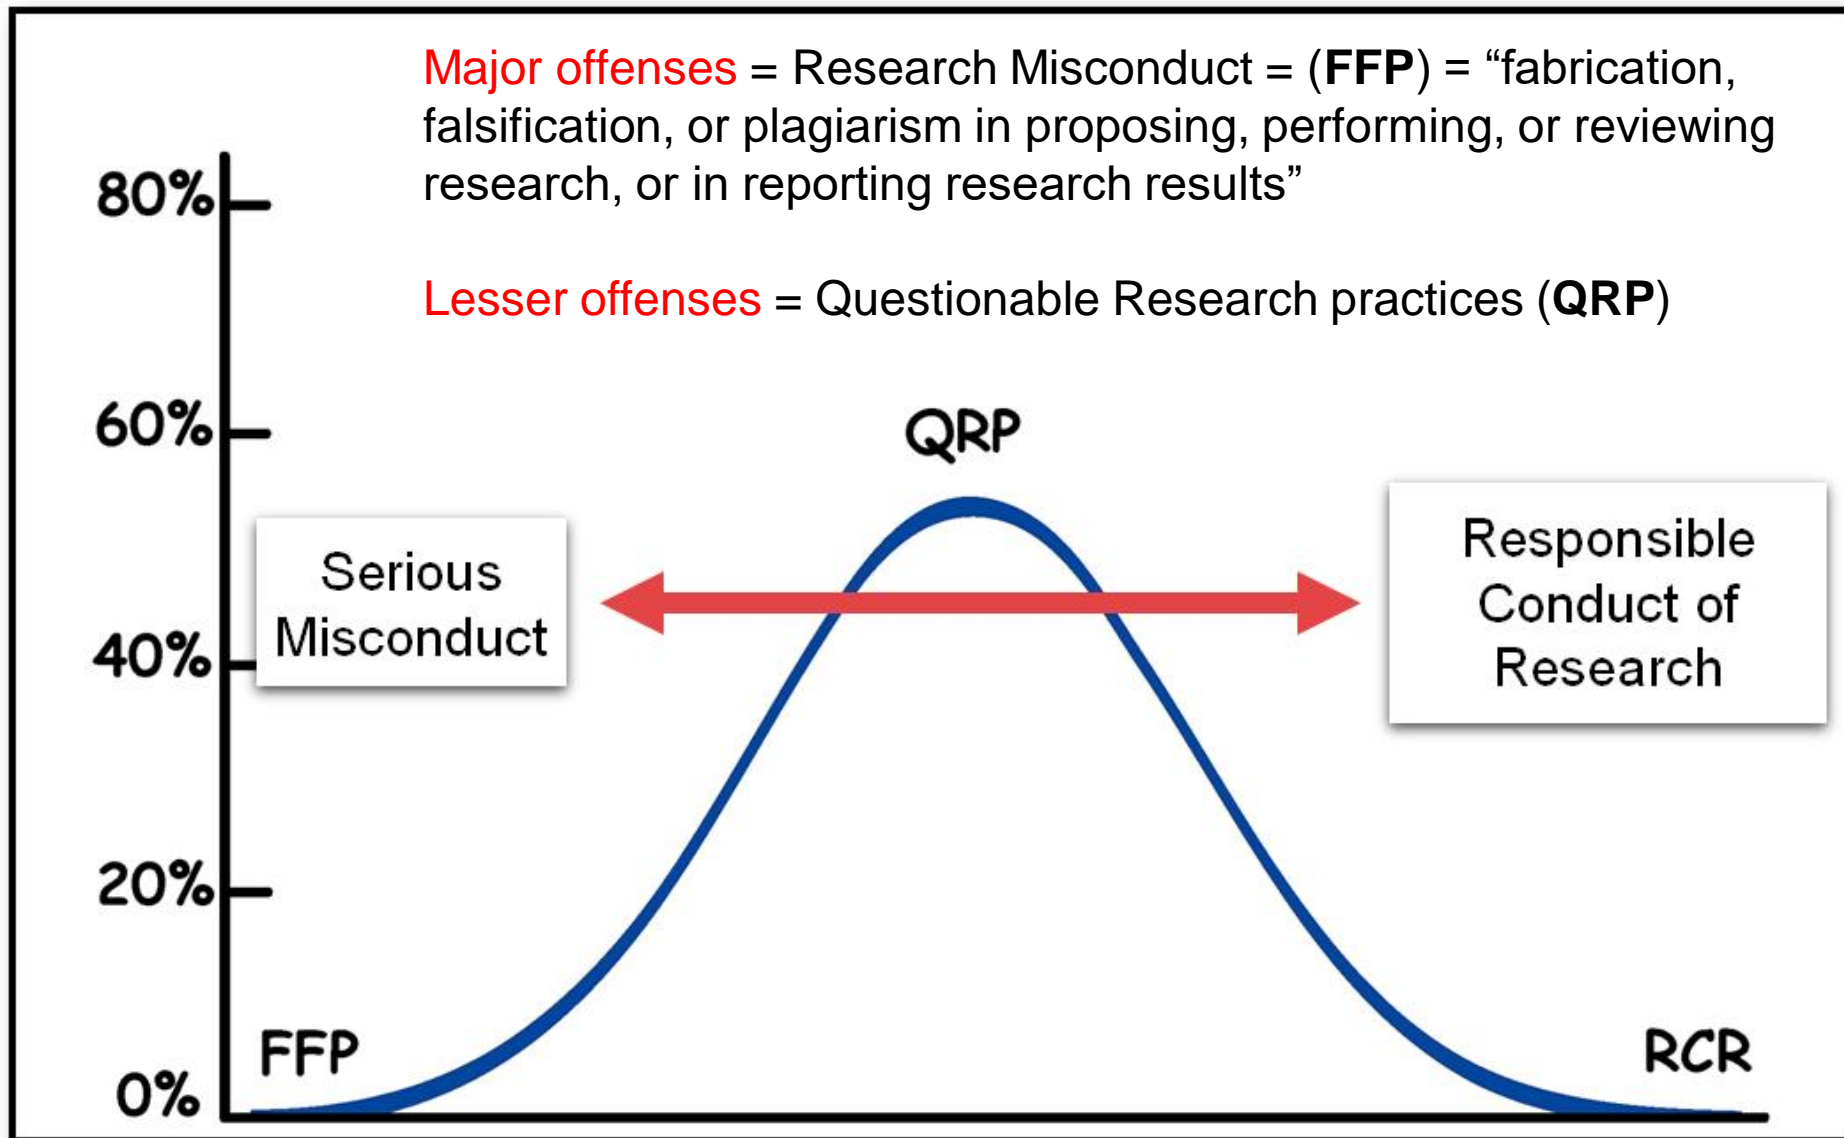 Major offenses = Research Misconduct = (FFP) = “fabrication,
falsification, or plagiarism in proposing, performing, or reviewing
research, or in reporting research results”
Lesser offenses = Questionable Research practices (QRP)
80%
60%
40%
20%
0%
QRP
Serious
Misconduct
Responsible
Conduct of
Research
FFP
RCR